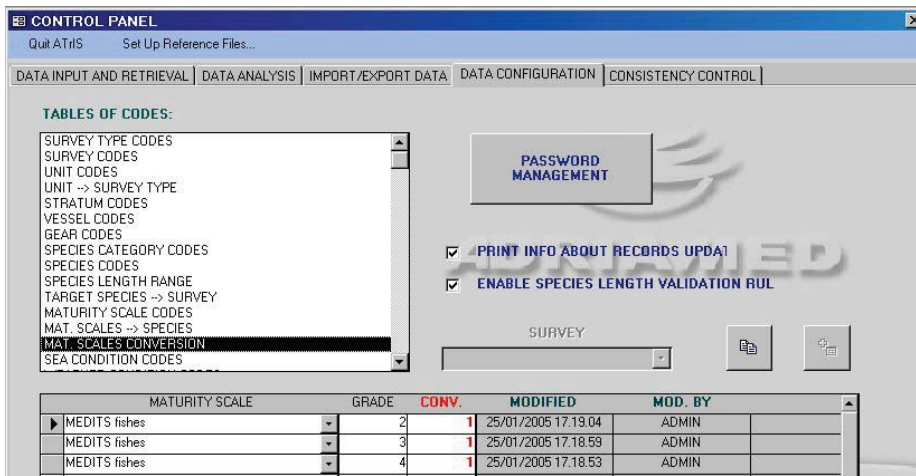 CONTROL PANEL
Quit ATrIS Set Up Reference Files...
DATA INPUT AND RETRIEVAL DATA ANALYSIS IMPORT/EXPORT DATA DATA CONFIGURATION CONSISTENCY CONTROL
TABLES OF CODES:
SURVEY TYPE CODES
SURVEY CODES
UNIT CODES
UNIT --> SURVEY TYPE
STRATUM CODES
VESSEL CODES
GEAR CODES
SPECIES CATEGORY CODES
SPECIES CODES
SPECIES LENGTH RANGE
TARGET SPECIES --> SURVEY
MATURITY SCALE CODES
MAT. SCALES --> SPECIES
MAT. SCALES CONVERSION
SEA CONDITION CODES
PASSWORD
MANAGEMENT
ADRIAMED
PRINT INFO ABOUT RECORDS UPDAT
ENABLE SPECIES LENGTH VALIDATION RUL
SURVEY
MATURITY SCALE GRADE CONV. MODIFIED MOD. BY
MEDITS fishes 2 1 25/01/2005 17.19.04 ADMIN
MEDITS fishes 3 1 25/01/2005 17.18.59 ADMIN
MEDITS fishes 4 1 25/01/2005 17.18.53 ADMIN